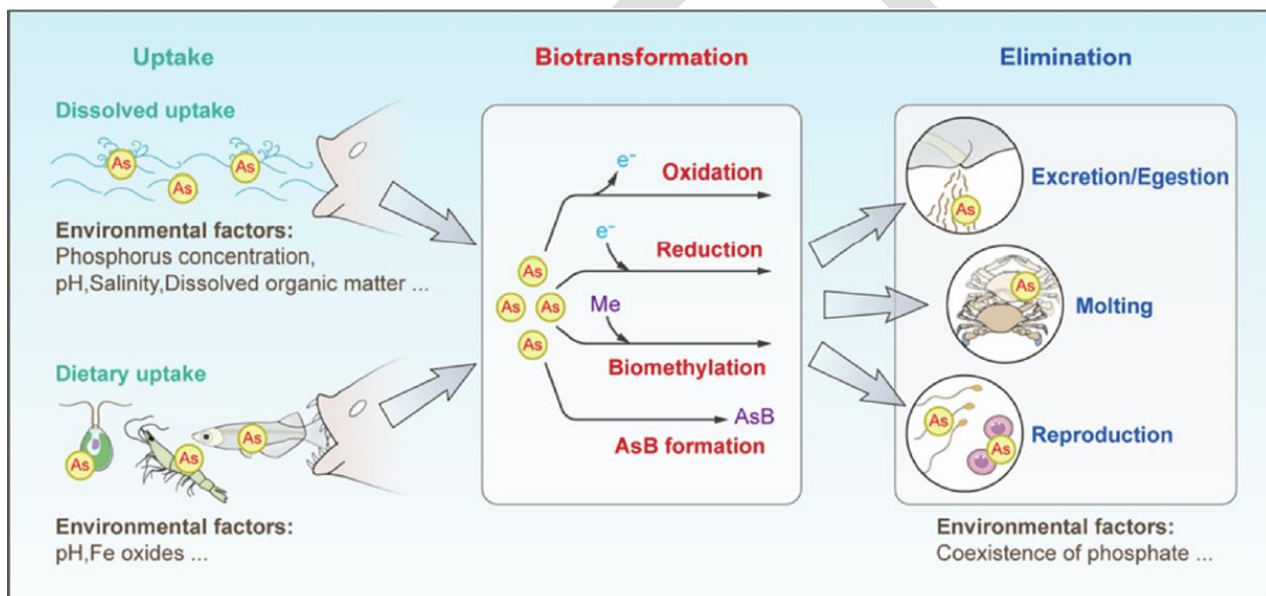 Uptake
Biotransformation
Elimination
Dissolved uptake
As
As
As
Environmental factors:
Phosphorus concentration,
pH,Salinity,Dissolved organic matter ...
Dietary uptake
As
As
As
Environmental factors:
pH,Fe oxides ...
e-
Oxidation
e-
Reduction
As
As
As
As
Me
Biomethylation
AsB
AsB formation
As
Excretion/Egestion
As
Molting
As
As
Reproduction
Environmental factors:
Coexistence of phosphate ...